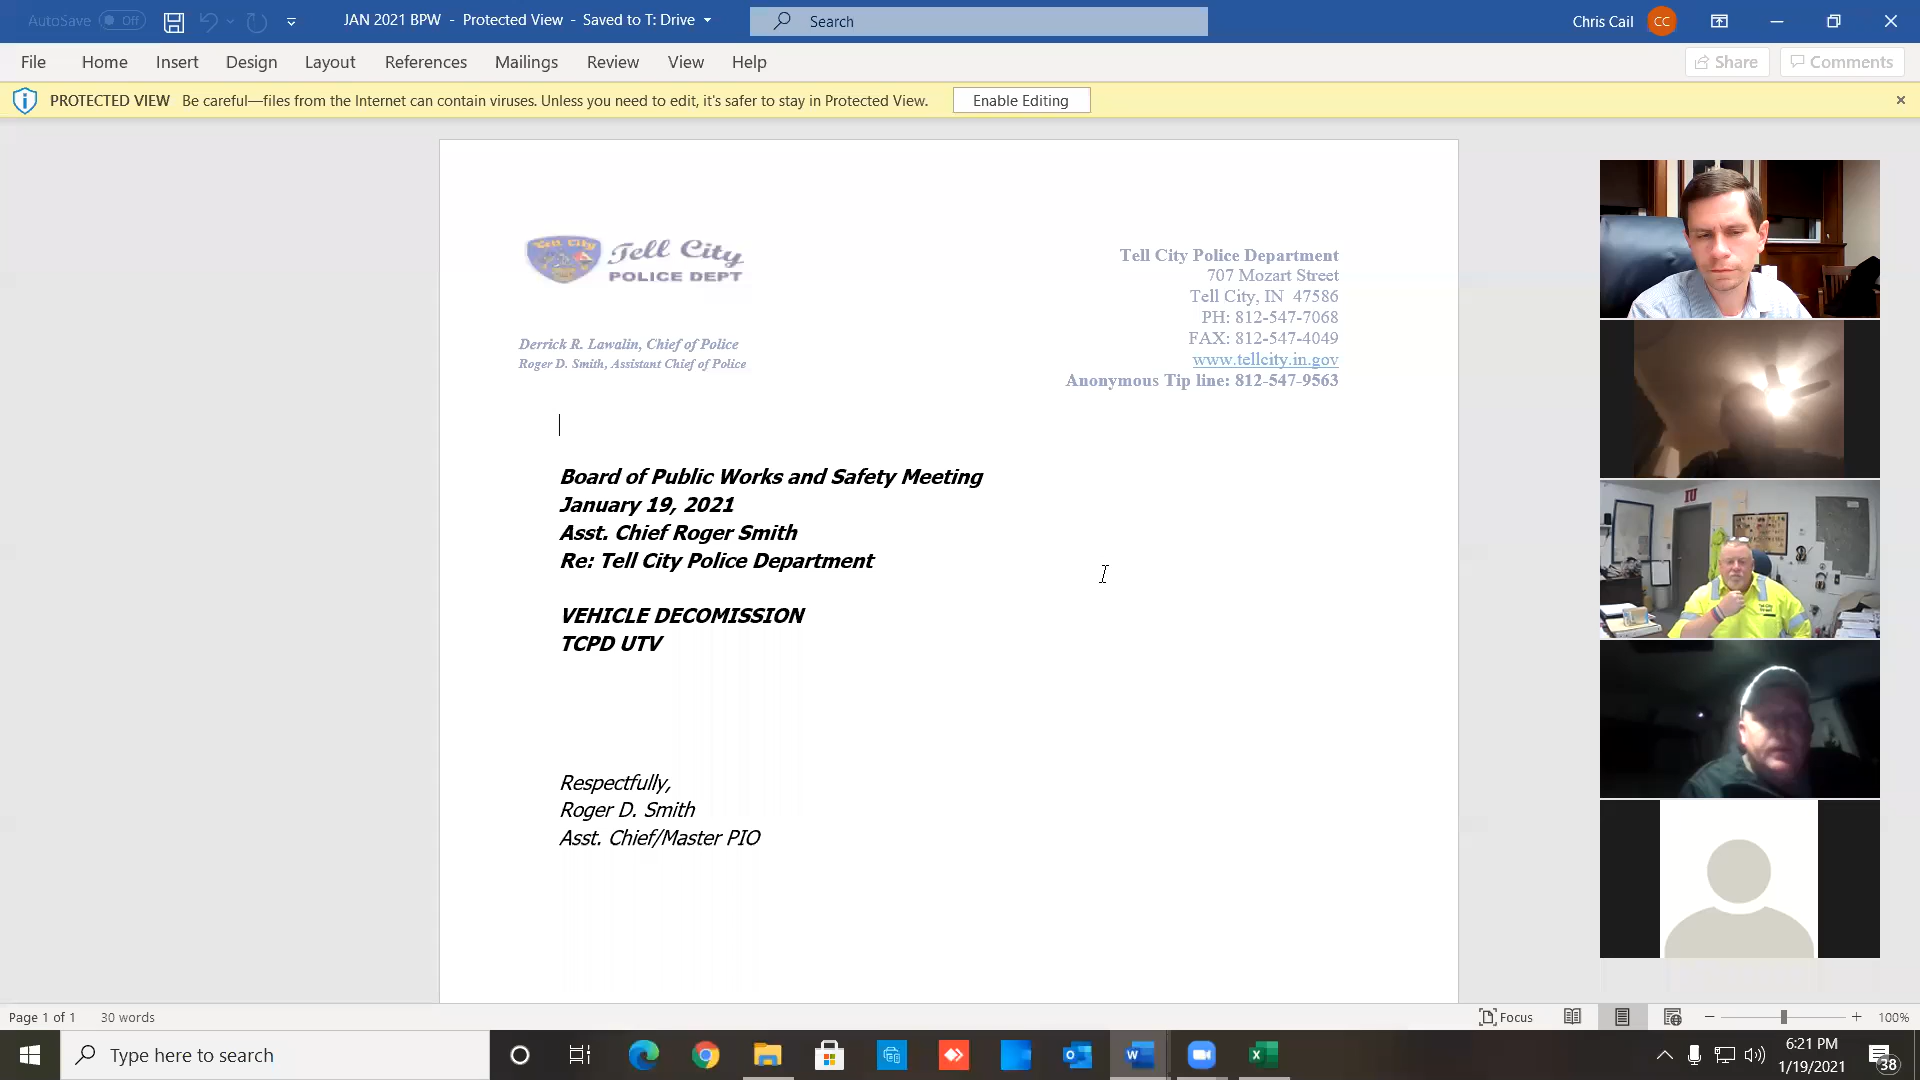 AutoSave Off
JAN 2021 BPW - Protected View - Saved to T: Drive
Search
Chris Cail CC
File Home Insert Design Layout References Mailings Review View Help
Share Comments
PROTECTED VIEW Be careful—files from the Internet can contain viruses. Unless you need to edit, it's safer to stay in Protected View. Enable Editing
Tell City
Tell City
POLICE DEPT
Derrick R. Lawalin, Chief of Police
Roger D. Smith, Assistant Chief of Police
Tell City Police Department
707 Mozart Street
Tell City, IN 47586
PH: 812-547-7068
FAX: 812-547-4049
www.tellcity.in.gov
Anonymous Tip line: 812-547-9563
Board of Public Works and Safety Meeting
January 19, 2021
Asst. Chief Roger Smith
Re: Tell City Police Department
VEHICLE DECOMISSION
TCPD UTV
Respectfully,
Roger D. Smith
Asst. Chief/Master PIO
IU
Page 1 of 1 30 words
Focus
100%
Type here to search
6:21 PM
1/19/2021
38